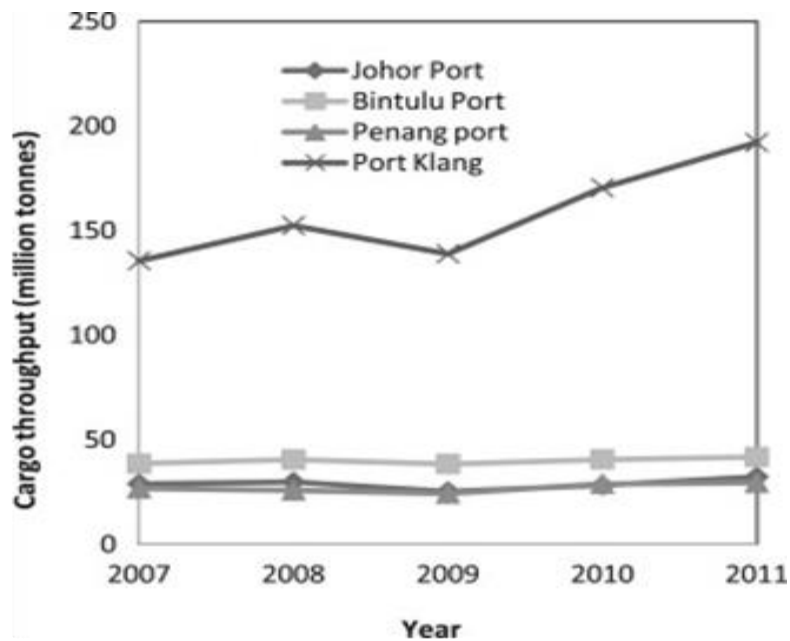 250
200
150
100
50
0
Cargo throughput (million tonnes)
Johor Port
Bintulu Port
Penang port
Port Klang
2007 2008 2009 2010 2011
Year